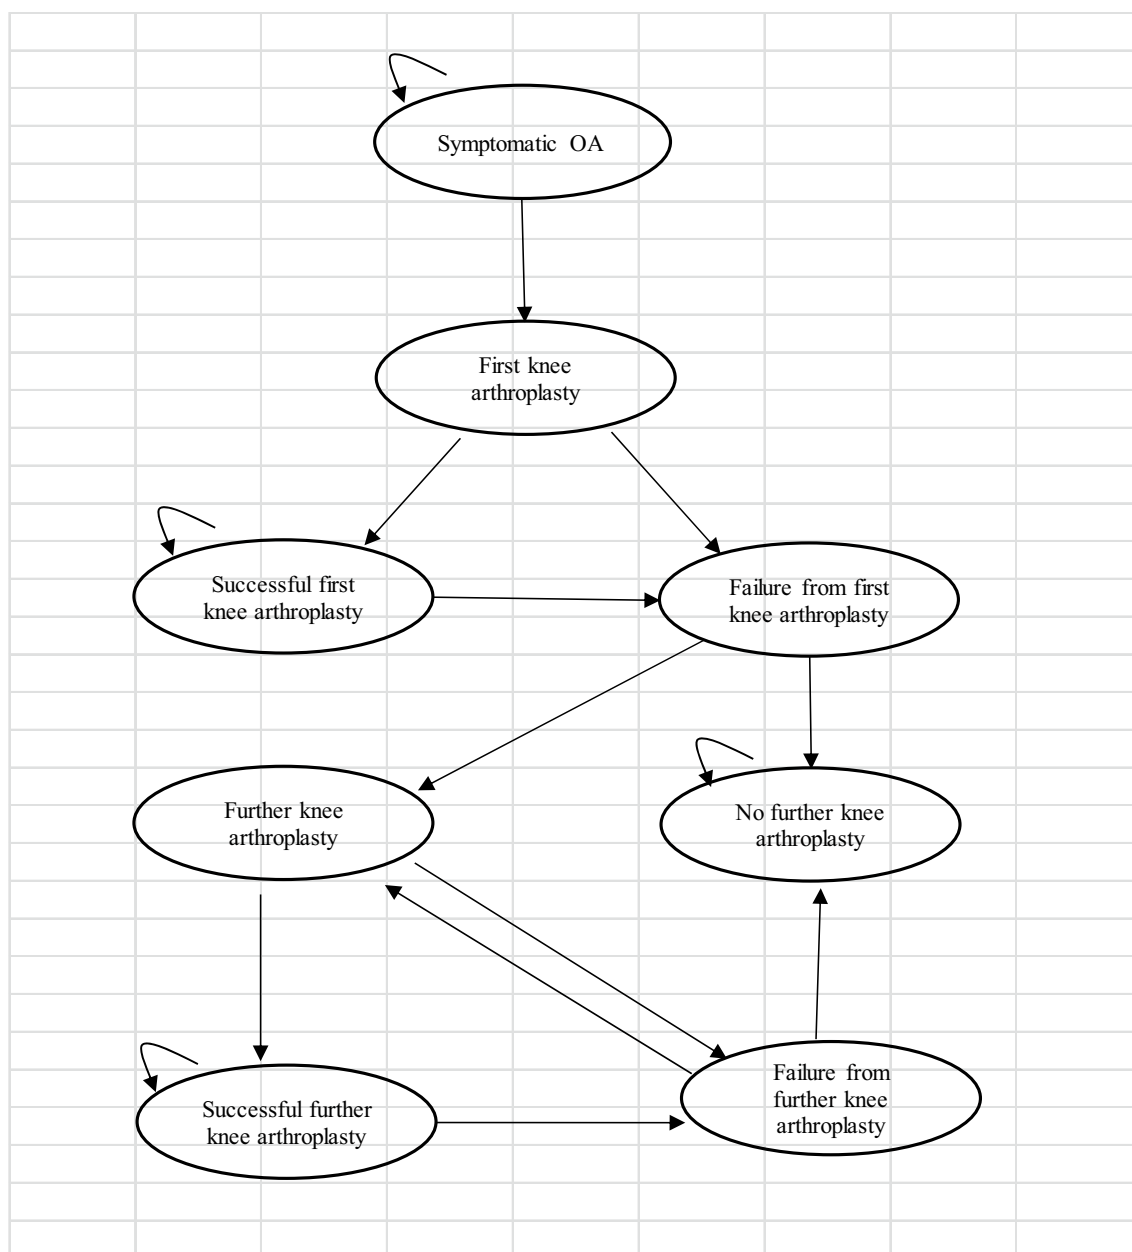 Symptomatic OA
First knee
arthroplasty
Successful first
knee arthroplasty
Failure from first
knee arthroplasty
Further knee
arthroplasty
No further knee
arthroplasty
Successful further
knee arthroplasty
Failure from
further knee
arthroplasty